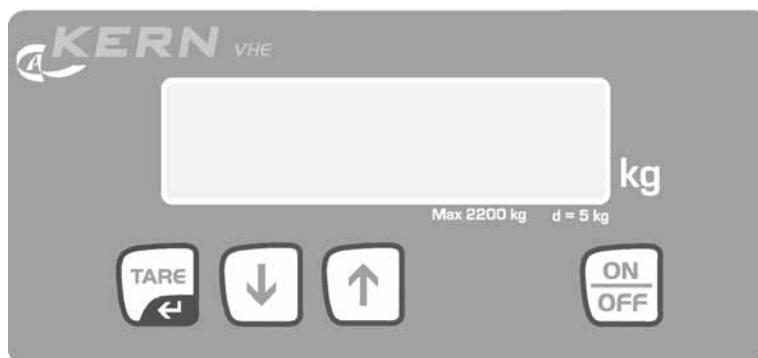 A KERN VHE
kg
Max 2200 kg d = 5 kg
TARE
ON
OFF